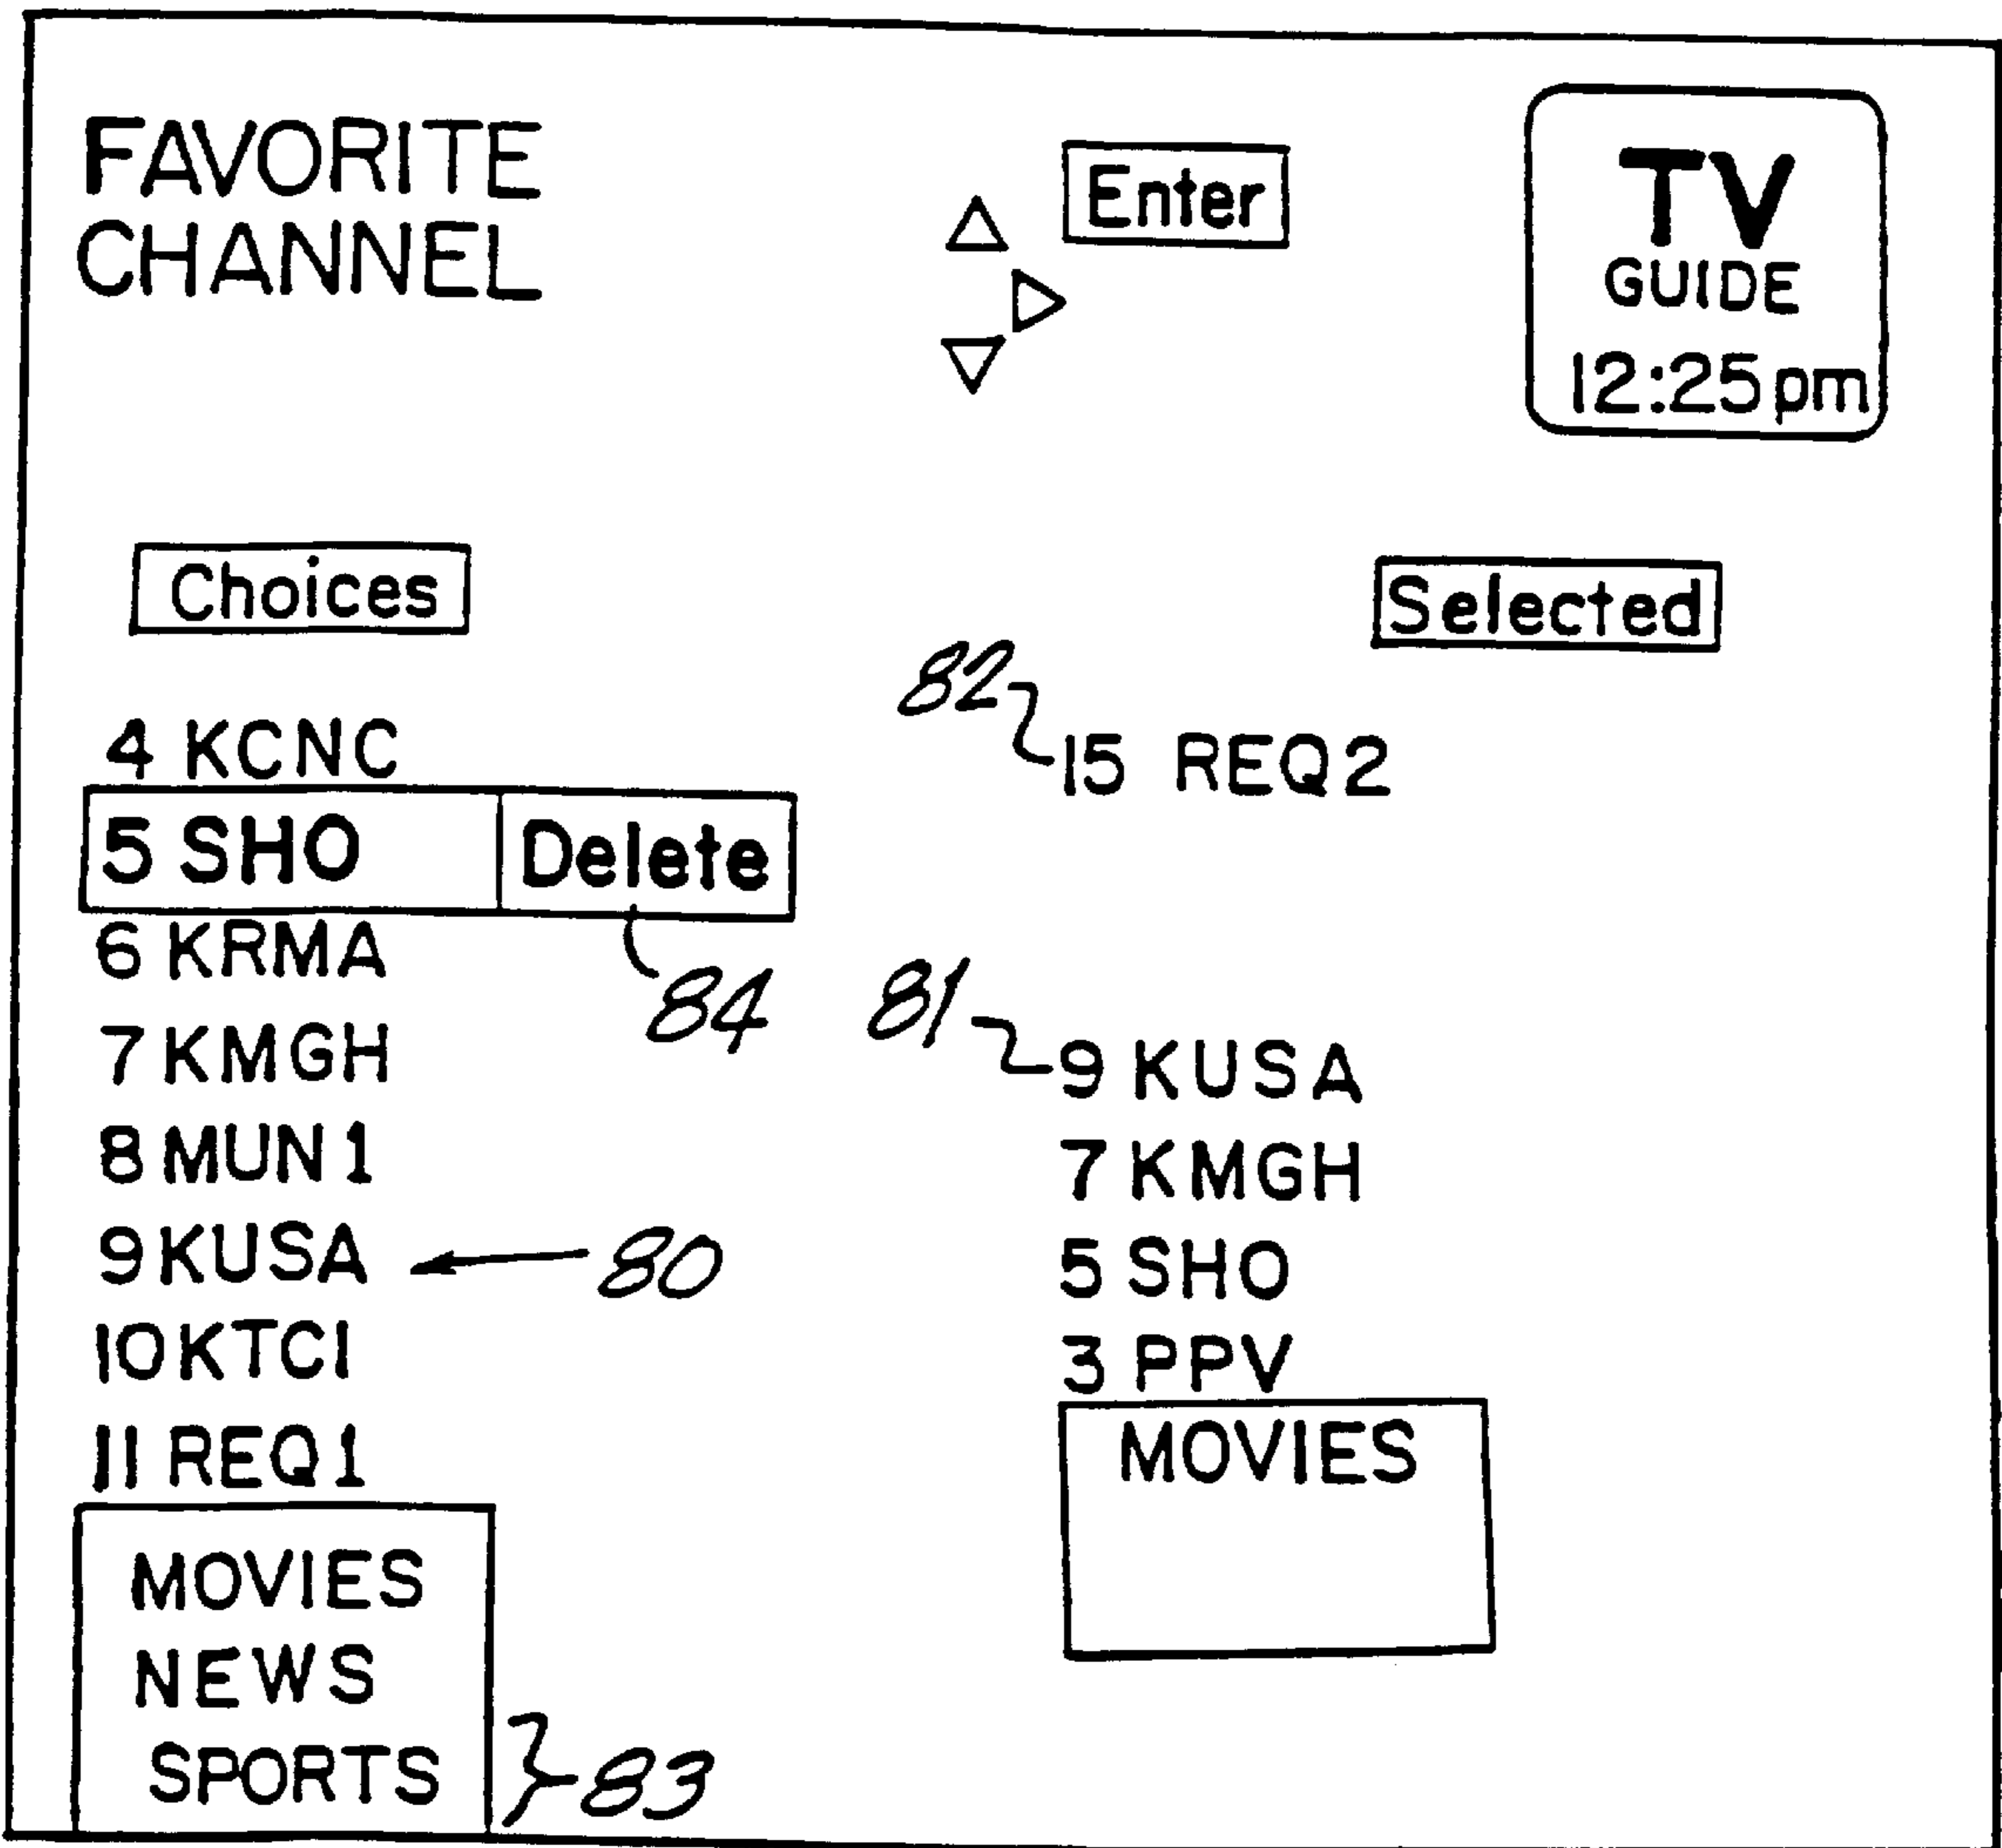 FAVORITE
CHANNEL
Enter
TV
GUIDE
12:25pm
Choices
Selected
4 KCNC
5 SHO Delete
6 KRMA
7 KMGH
8 MUN1
9 KUSA
10 KTCI
11 REQ1
MOVIES
NEWS
SPORTS
84
80
83
82
15 REQ2
81
9 KUSA
7 KMGH
5 SHO
3 PPV
MOVIES